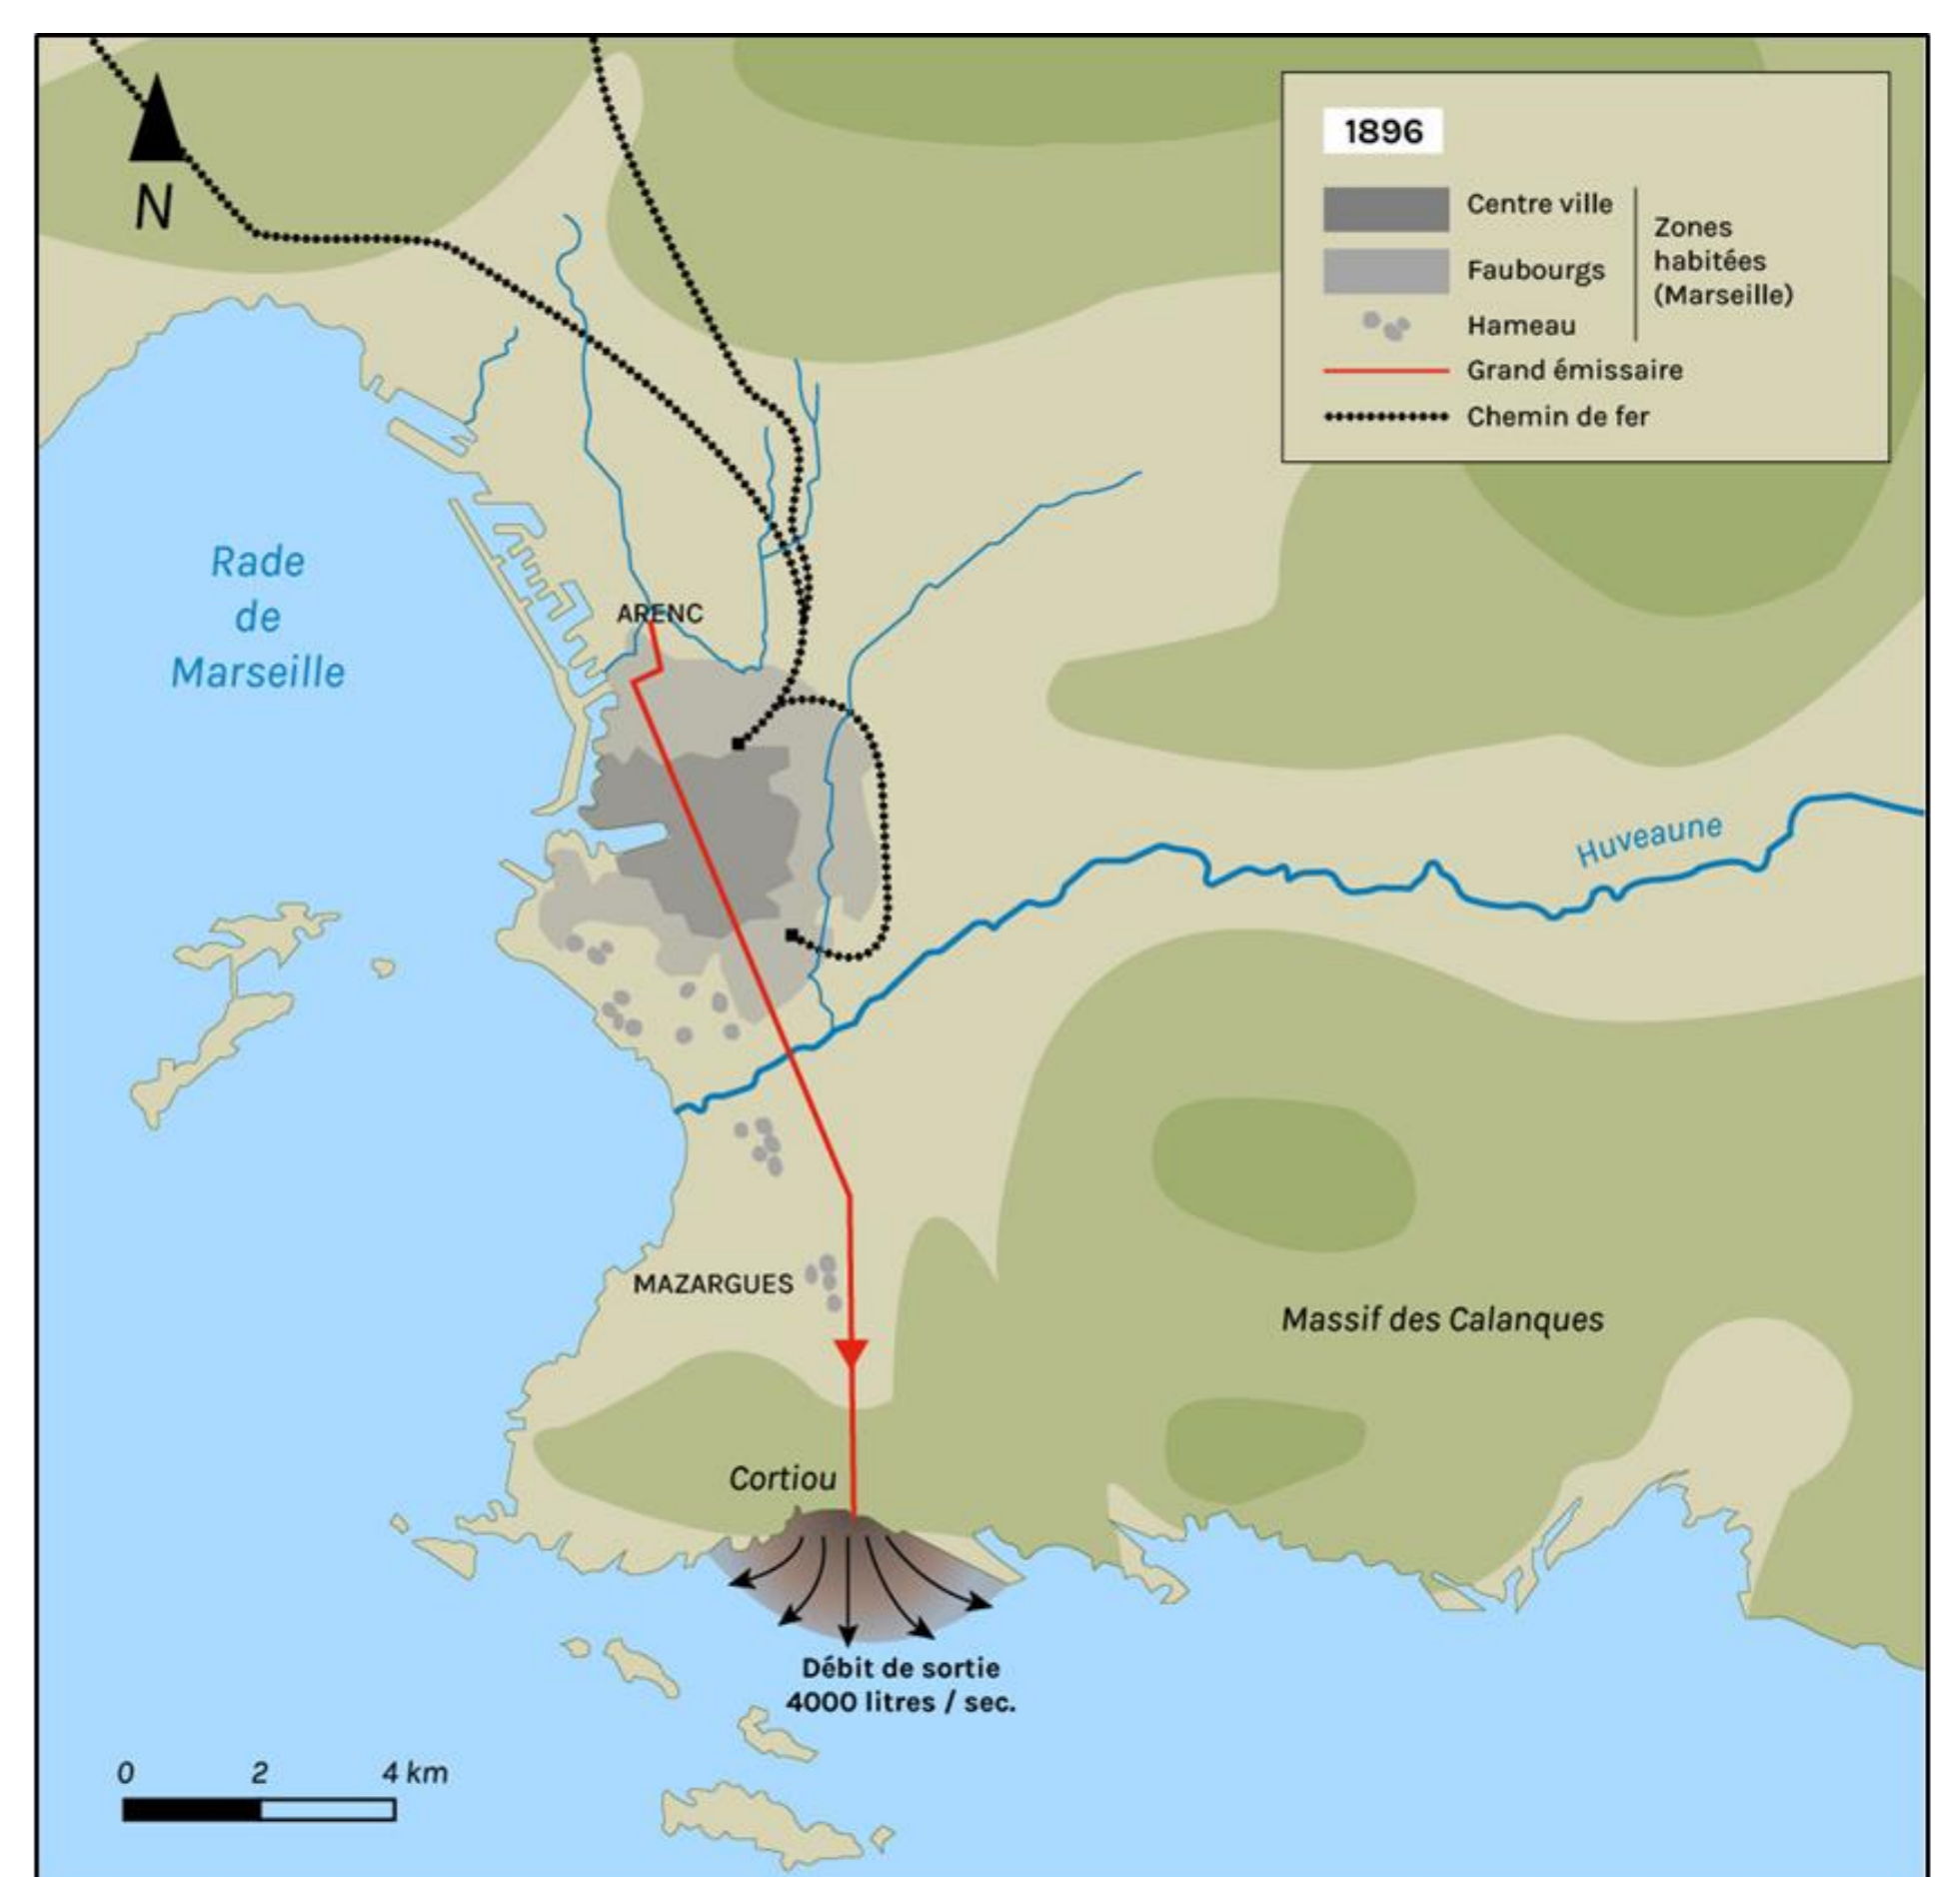 N
1896
Centre ville
Faubourgs
Hameau
Zones
habitées
(Marseille)
Grand émissaire
Chemin de fer
Rade
de
Marseille
ARENC
Huveaune
MAZARGUES
Massif des Calanques
Cortiou
Débit de sortie
4000 litres / sec.
0 2 4 km